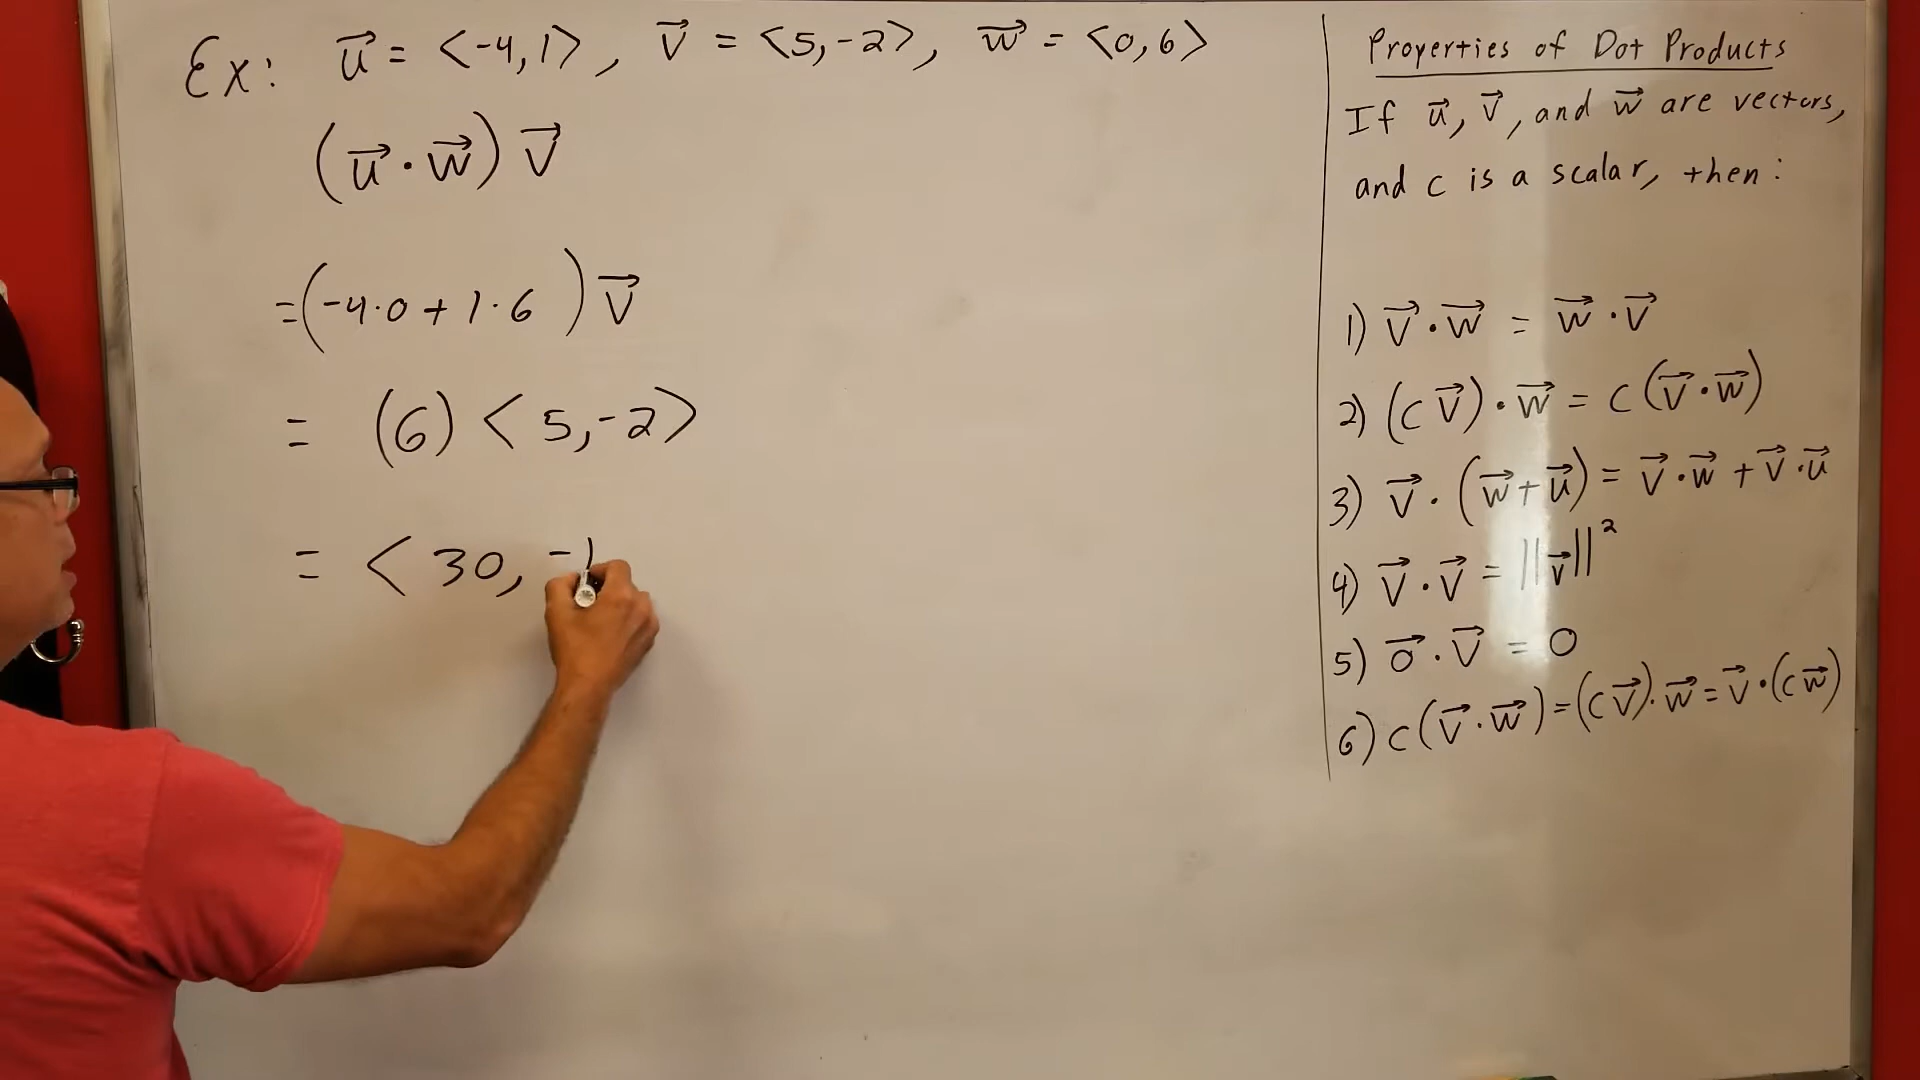 Ex: u⃗ = <-4,1>, v⃗ = <5,-2>, w⃗ = <0,6>
(u⃗ · w⃗) v⃗
=(-4·0 + 1·6 ) v⃗
= (6) < 5,-2>
= < 30, -1
Properties of Dot Products
If u⃗, v⃗, and w⃗ are vectors,
and c is a scalar, then:
1) v⃗ · w⃗ = w⃗ · v⃗
2) (c v⃗) · w⃗ = c (v⃗ · w⃗)
3) v⃗ · (w⃗ + u⃗) = v⃗ · w⃗ + v⃗ · u⃗
4) v⃗ · v⃗ = ||v⃗||²
5) 0⃗ · v⃗ = 0
6) c (v⃗ · w⃗) = (c v⃗) · w⃗ = v⃗ · (c w⃗)